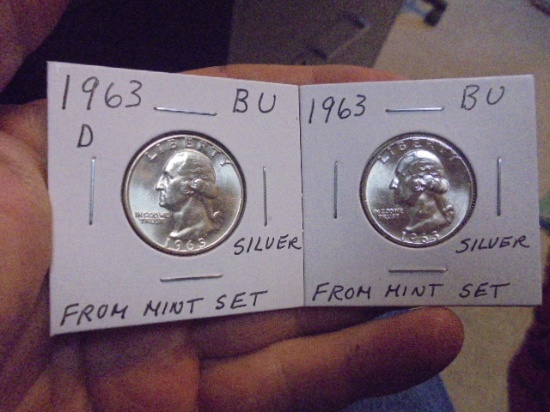 1963 BU
D
LIBERTY
IN GOD WE
TRUST
1963
SILVER
FROM MINT SET
1963 BU
LIBERTY
IN GOD WE
TRUST
1963
SILVER
FROM MINT SET